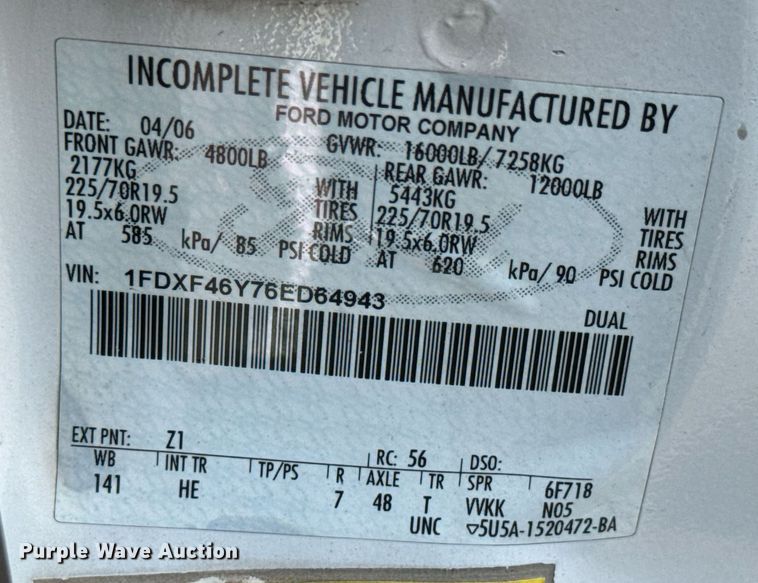 INCOMPLETE VEHICLE MANUFACTURED BY
FORD MOTOR COMPANY
DATE: 04/06 GVWR: 16000LB/ 7258KG
FRONT GAWR: 4800LB REAR GAWR: 12000LB
2177KG WITH 5443KG WITH
225/70R19.5 TIRES 225/70R19.5 TIRES
19.5x6.0RW RIMS 19.5x6.0RW RIMS
AT 585 kPa/ 85 PSI COLD AT 620 kPa/ 90 PSI COLD
VIN: 1FDXF46Y76ED64943
DUAL
EXT PNT: Z1 RC: 56 DSO:
WB INT TR TP/PS R AXLE TR SPR 6F718
141 HE 7 48 T VVKK N05
UNC ▽5U5A-1520472-BA
Purple Wave Auction